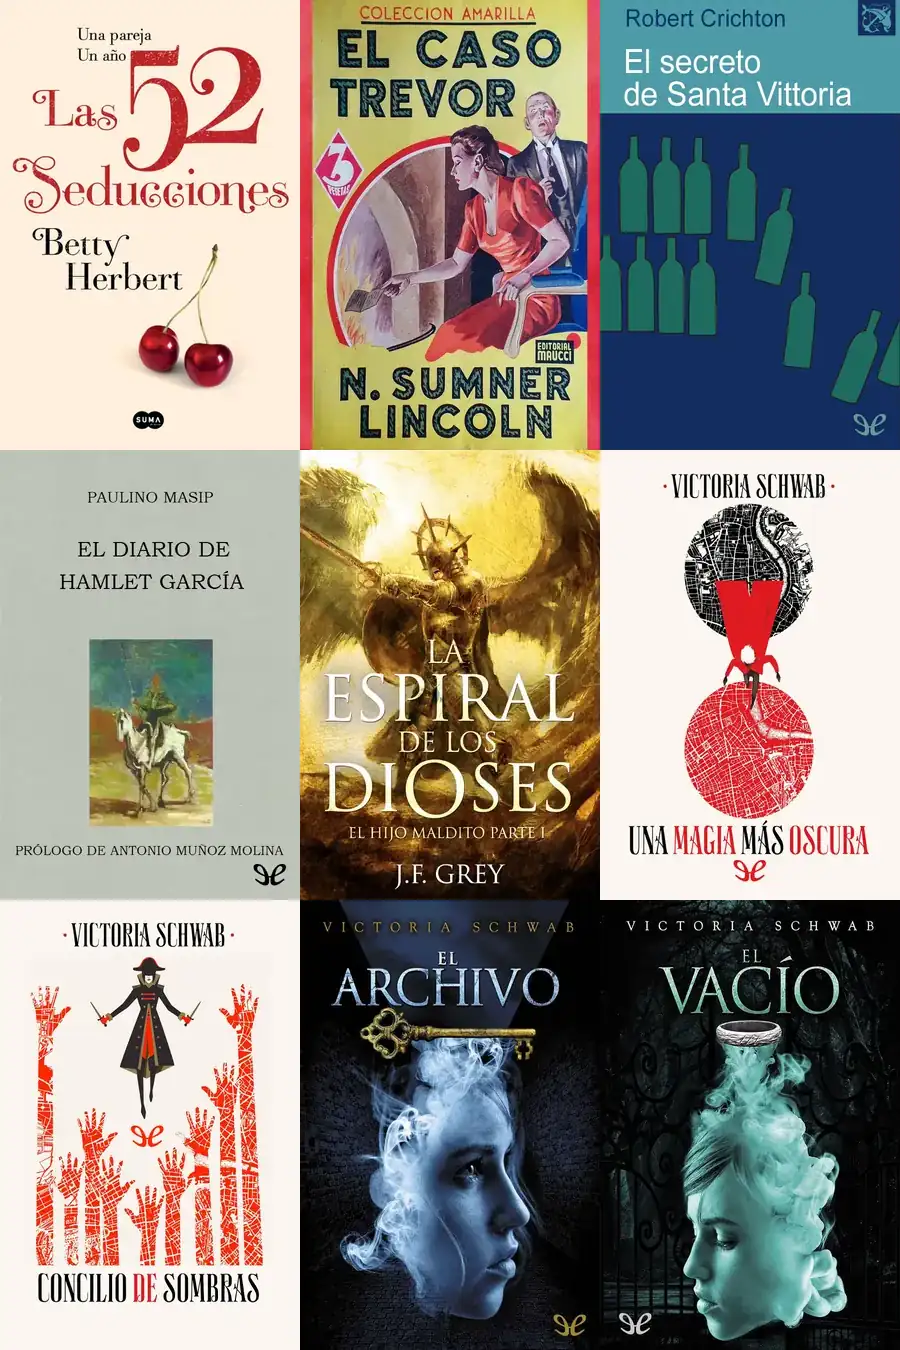 Una pareja
Un año
Las 52
Seducciones
Betty
Herbert
SUMA
COLECCION AMARILLA
EL CASO
TREVOR
3
PESETAS
EDITORIAL
MAUCCI
N. SUMNER
LINCOLN
Robert Crichton
El secreto
de Santa Vittoria
PAULINO MASIP
EL DIARIO DE
HAMLET GARCÍA
PRÓLOGO DE ANTONIO MUÑOZ MOLINA
LA
ESPIRAL
DE LOS
DIOSES
EL HIJO MALDITO PARTE I
J.F. GREY
· VICTORIA SCHWAB ·
UNA MAGIA MÁS OSCURA
· VICTORIA SCHWAB ·
CONCILIO DE SOMBRAS
VICTORIA SCHWAB
EL
ARCHIVO
VICTORIA SCHWAB
EL
VACÍO